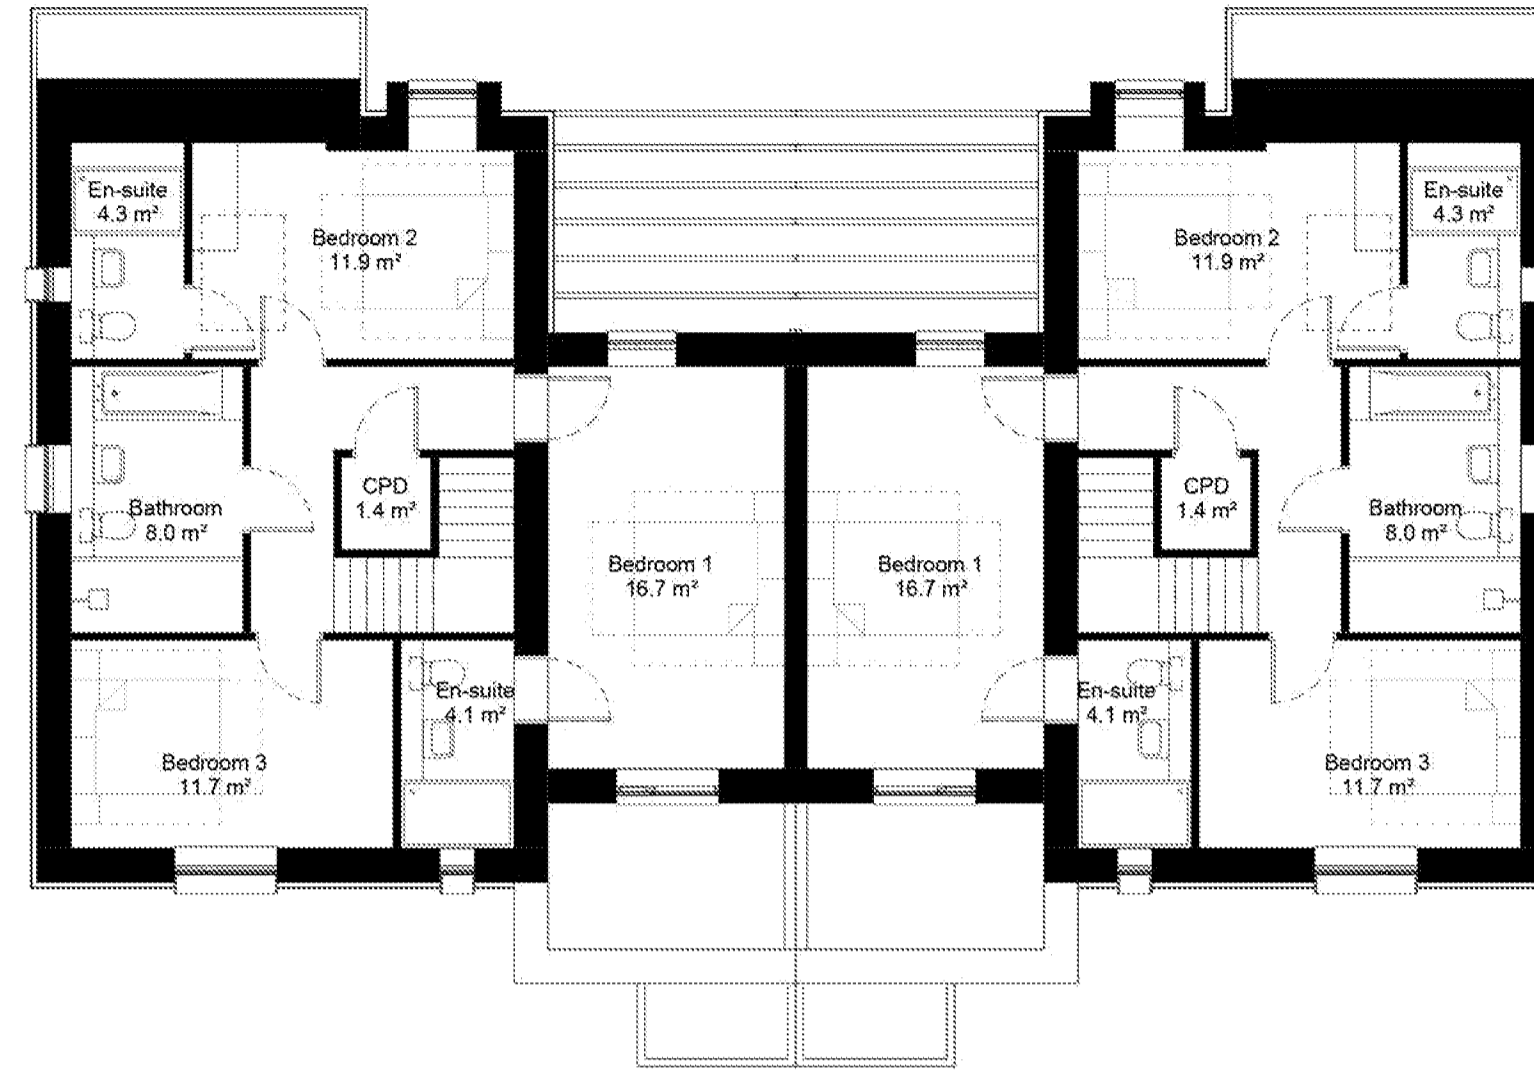 En-suite
4.3 m²
Bedroom 2
11.9 m²
Bedroom 2
11.9 m²
En-suite
4.3 m²
Bathroom
8.0 m²
CPD
1.4 m²
Bedroom 1
16.7 m²
Bedroom 1
16.7 m²
CPD
1.4 m²
Bathroom
8.0 m²
Bedroom 3
11.7 m²
En-suite
4.1 m²
En-suite
4.1 m²
Bedroom 3
11.7 m²